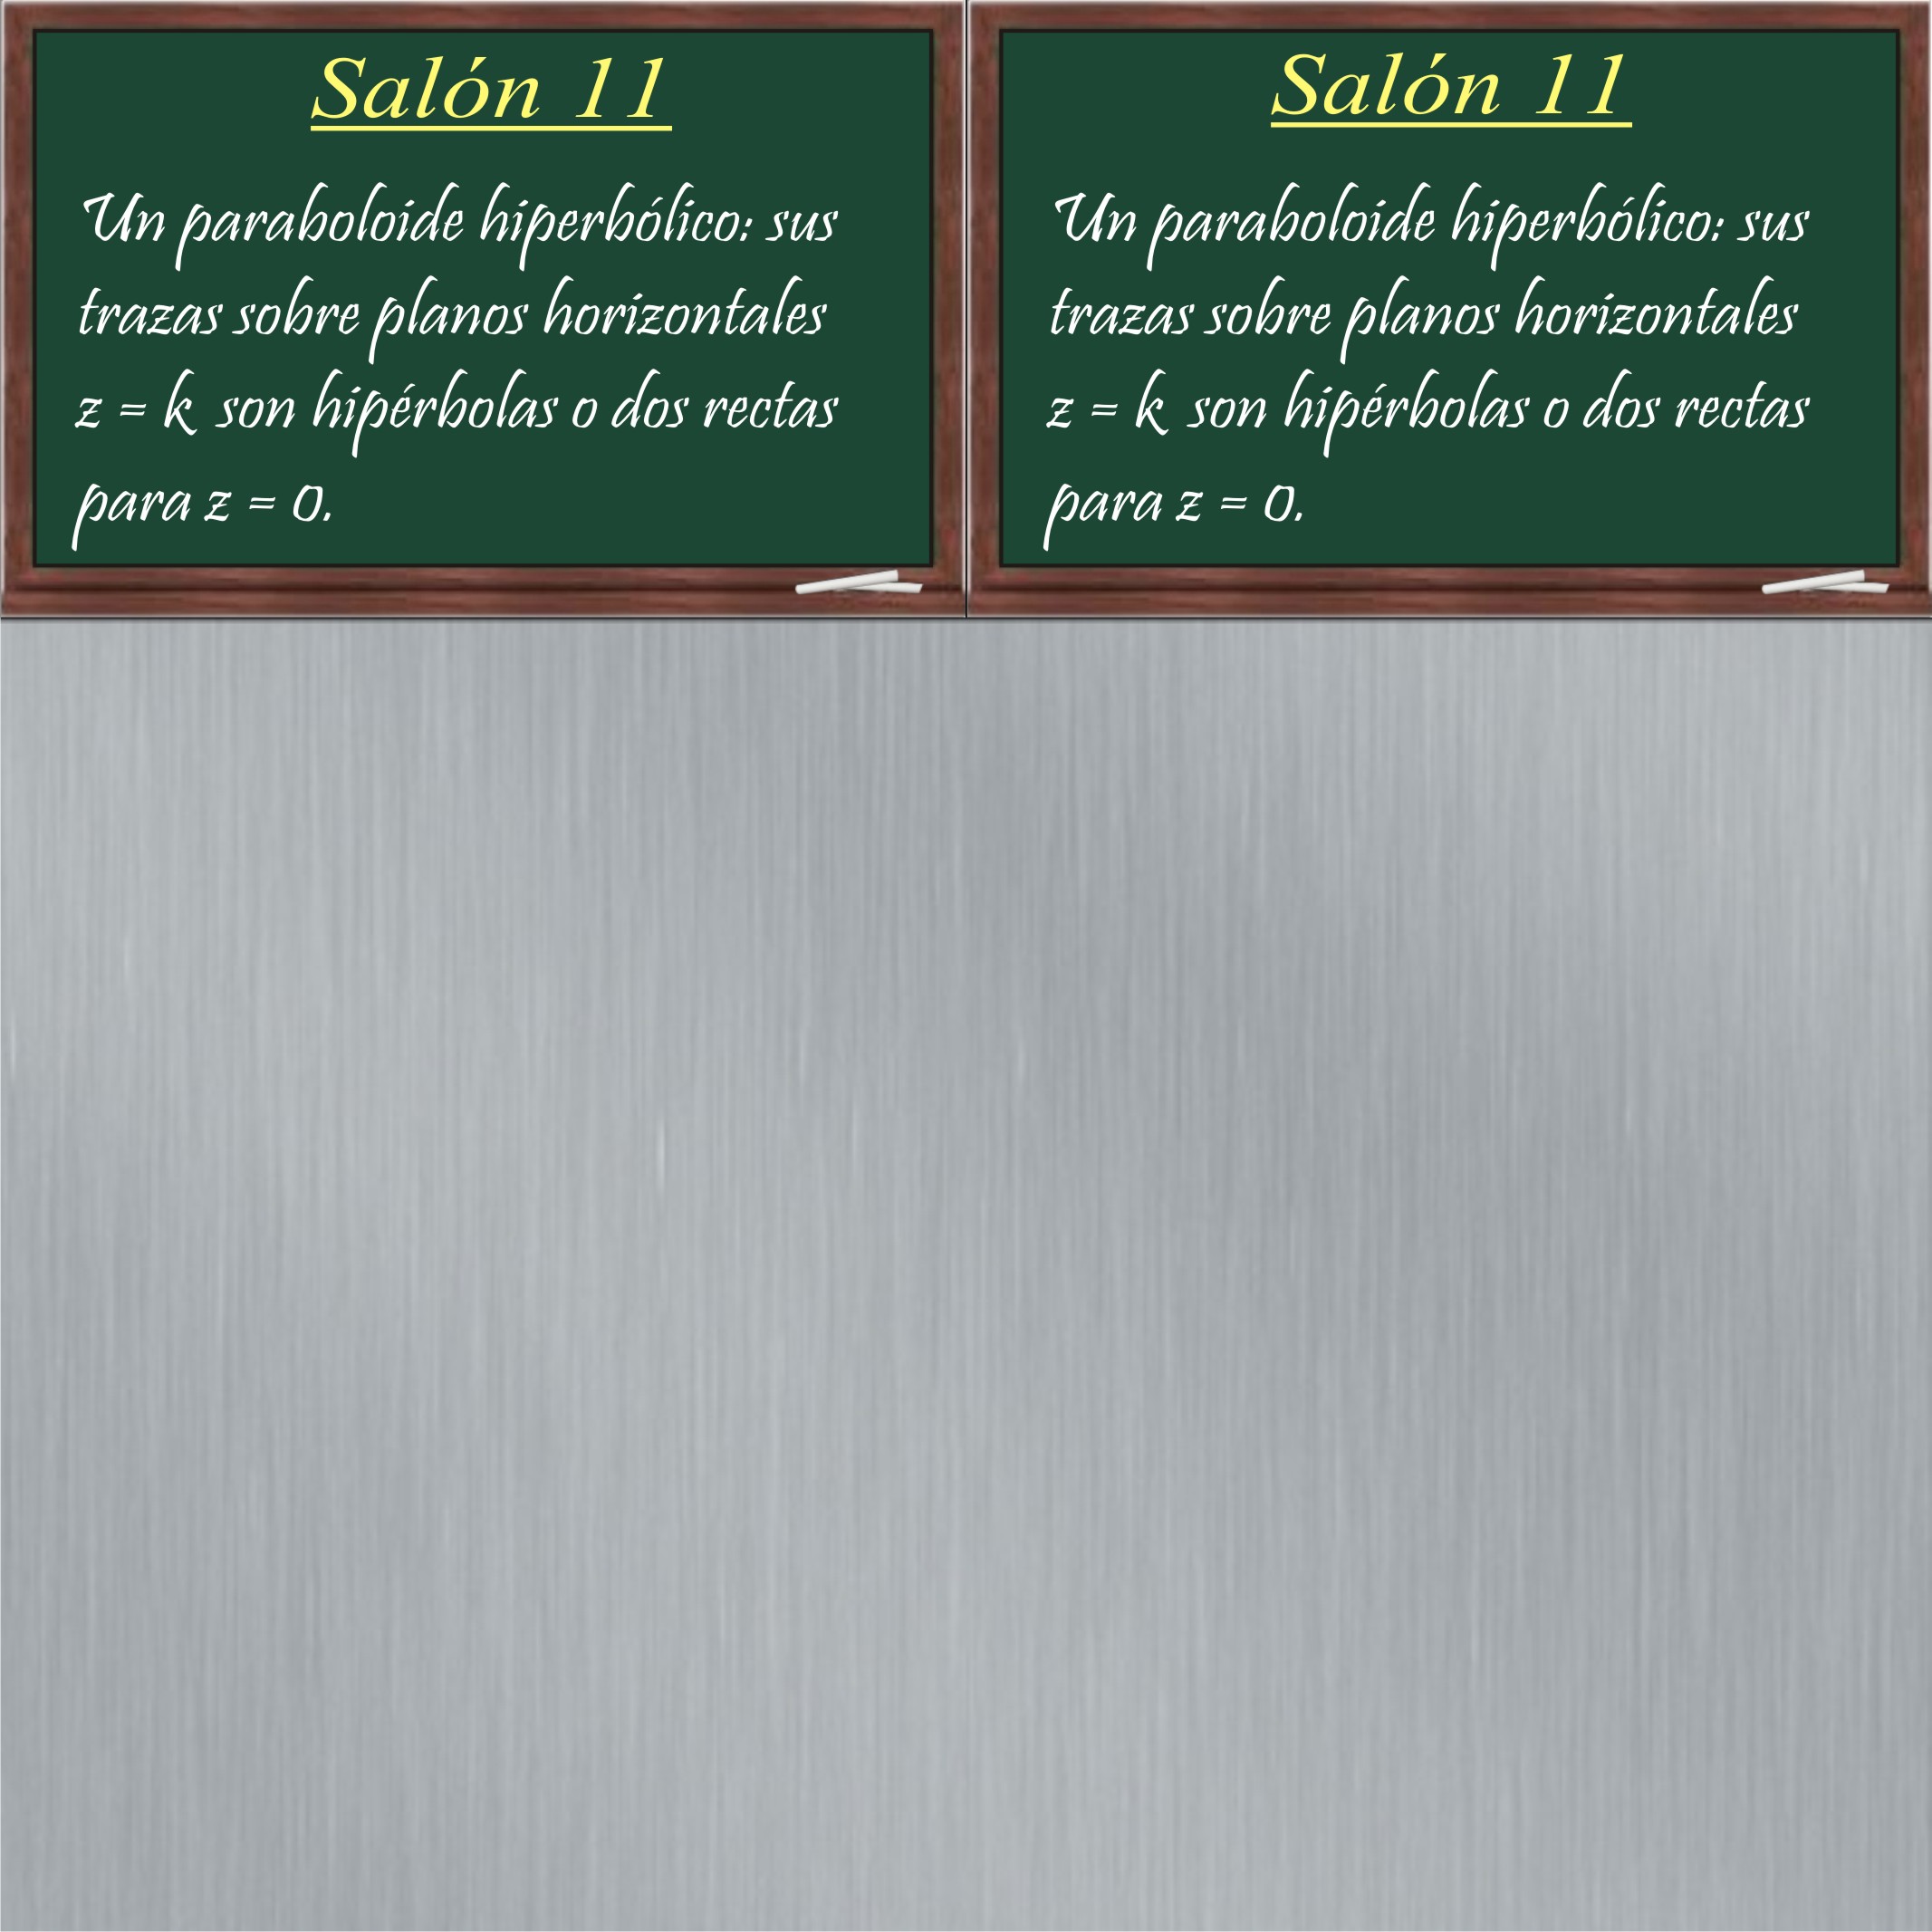 Salón 11
Un paraboloide hiperbólico: sus
trazas sobre planos horizontales
z = k son hipérbolas o dos rectas
para z = 0.
Salón 11
Un paraboloide hiperbólico: sus
trazas sobre planos horizontales
z = k son hipérbolas o dos rectas
para z = 0.